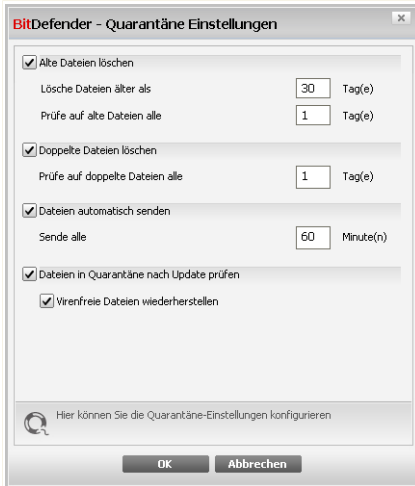 BitDefender - Quarantäne Einstellungen
Alte Dateien löschen
Lösche Dateien älter als 30 Tag(e)
Prüfe auf alte Dateien alle 1 Tag(e)
Doppelte Dateien löschen
Prüfe auf doppelte Dateien alle 1 Tag(e)
Dateien automatisch senden
Sende alle 60 Minute(n)
Dateien in Quarantäne nach Update prüfen
Virenfreie Dateien wiederherstellen
Hier können Sie die Quarantäne-Einstellungen konfigurieren
OK Abbrechen